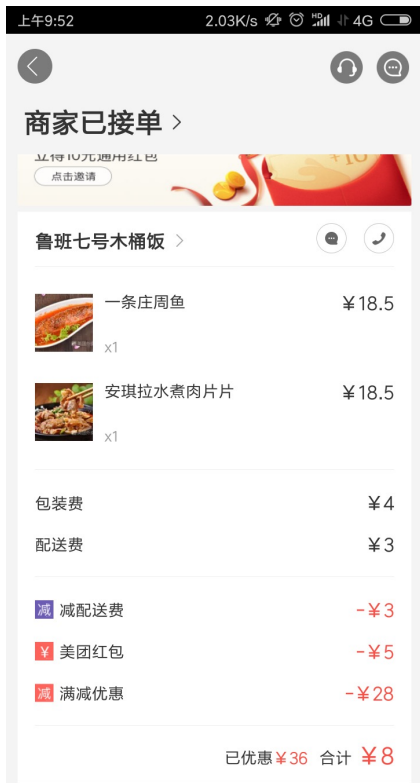 上午9:52
2.03K/s
HD
4G
商家已接单
立得10元通用红包
+10
点击邀请
鲁班七号木桶饭
一条庄周鱼
￥18.5
x1
安琪拉水煮肉片片
￥18.5
x1
包装费
￥4
配送费
￥3
减 减配送费
-￥3
￥ 美团红包
-￥5
减 满减优惠
-￥28
已优惠￥36 合计 ￥8